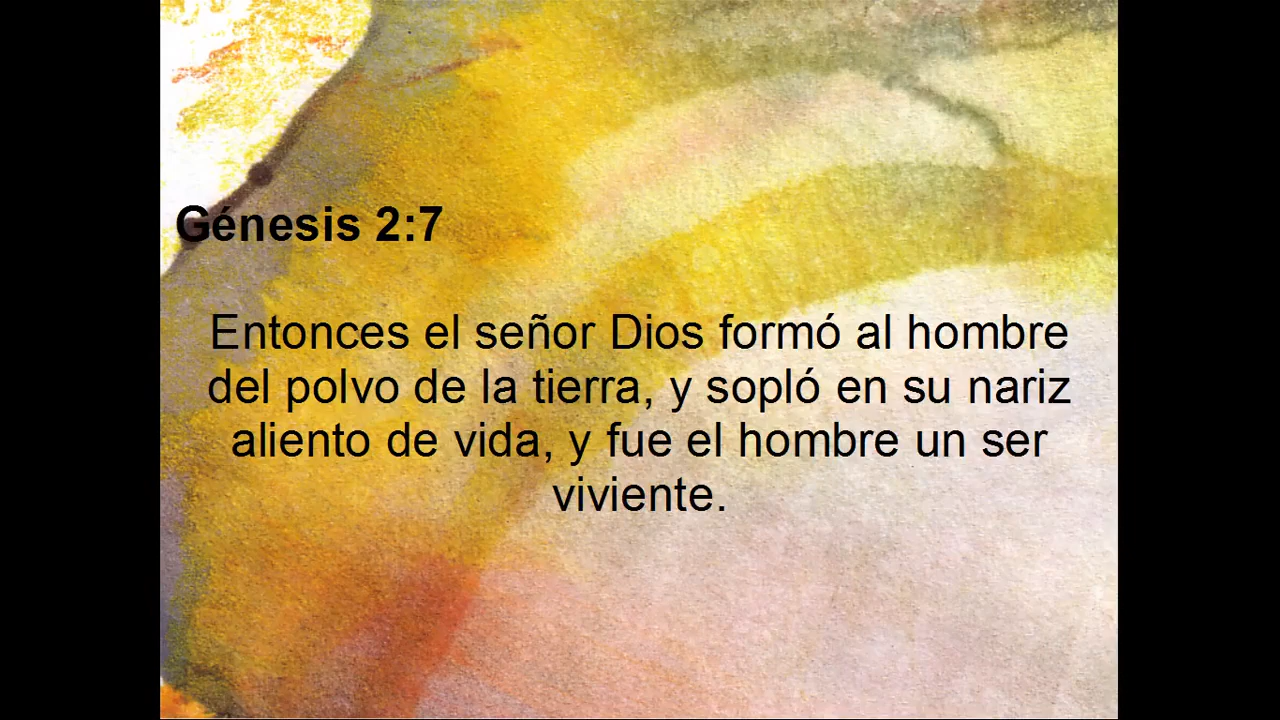 Génesis 2:7
Entonces el señor Dios formó al hombre
del polvo de la tierra, y sopló en su nariz
aliento de vida, y fue el hombre un ser
viviente.